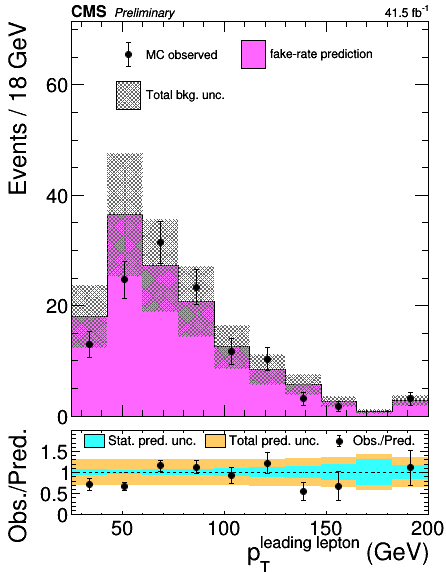 CMS Preliminary 41.5 fb⁻¹
Events / 18 GeV
MC observed
fake-rate prediction
Total bkg. unc.
60
40
20
0
Obs./Pred.
Stat. pred. unc.
Total pred. unc.
Obs./Pred.
1.5
1
0.5
0
50 100 150 200
p_T^leading lepton (GeV)